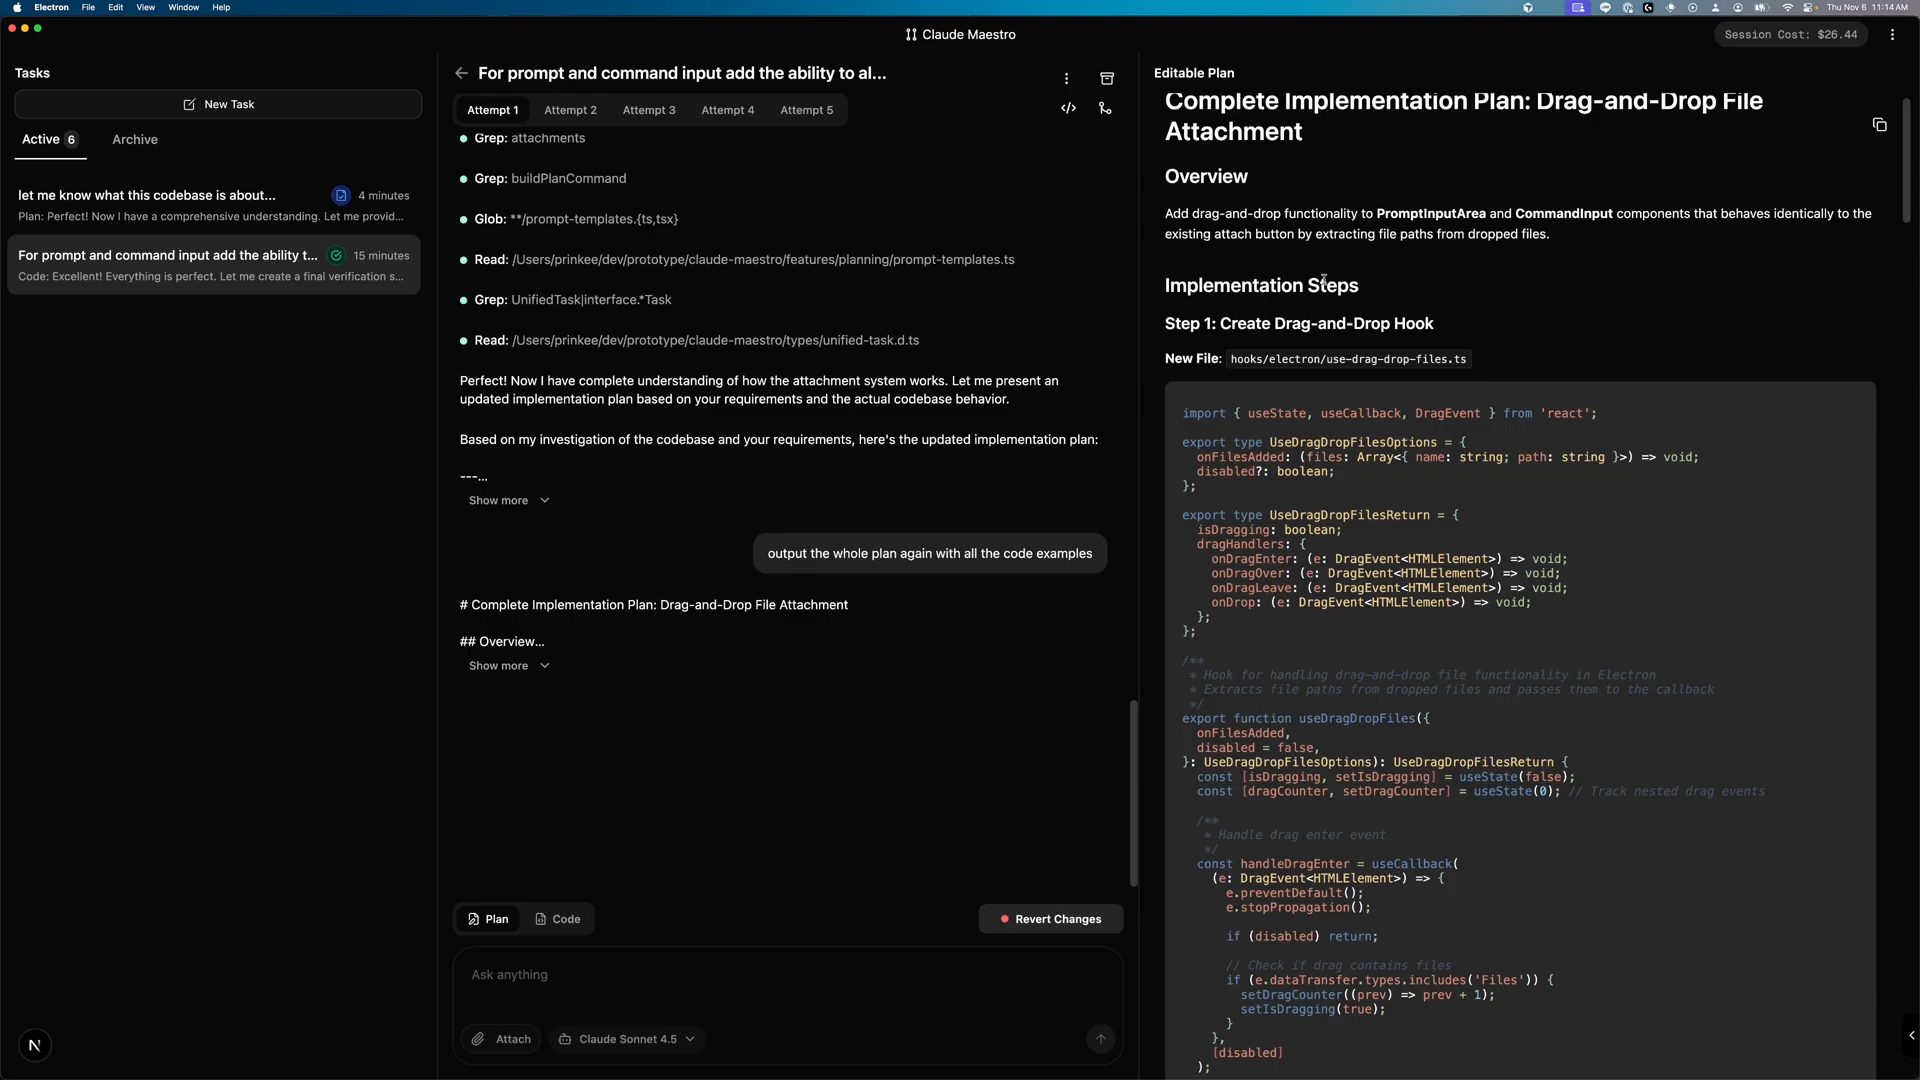 Electron File Edit View Window Help
Thu Nov 6 11:14 AM
Claude Maestro
Session Cost: $26.44
Tasks
New Task
Active 6 Archive
let me know what this codebase is about... 4 minutes
Plan: Perfect! Now I have a comprehensive understanding. Let me provid...
For prompt and command input add the ability t... 15 minutes
Code: Excellent! Everything is perfect. Let me create a final verification s...
N
For prompt and command input add the ability to al...
Attempt 1 Attempt 2 Attempt 3 Attempt 4 Attempt 5
Grep: attachments
Grep: buildPlanCommand
Glob: **/prompt-templates.{ts,tsx}
Read: /Users/prinkee/dev/prototype/claude-maestro/features/planning/prompt-templates.ts
Grep: UnifiedTask|interface.*Task
Read: /Users/prinkee/dev/prototype/claude-maestro/types/unified-task.d.ts
Perfect! Now I have complete understanding of how the attachment system works. Let me present an
updated implementation plan based on your requirements and the actual codebase behavior.
Based on my investigation of the codebase and your requirements, here's the updated implementation plan:
---...
Show more
output the whole plan again with all the code examples
# Complete Implementation Plan: Drag-and-Drop File Attachment
## Overview...
Show more
Plan Code
Revert Changes
Ask anything
Attach Claude Sonnet 4.5
Editable Plan
Complete Implementation Plan: Drag-and-Drop File
Attachment
Overview
Add drag-and-drop functionality to PromptInputArea and CommandInput components that behaves identically to the
existing attach button by extracting file paths from dropped files.
Implementation Steps
Step 1: Create Drag-and-Drop Hook
New File: hooks/electron/use-drag-drop-files.ts
import { useState, useCallback, DragEvent } from 'react';
export type UseDragDropFilesOptions = {
onFilesAdded: (files: Array<{ name: string; path: string }>) => void;
disabled?: boolean;
};
export type UseDragDropFilesReturn = {
isDragging: boolean;
dragHandlers: {
onDragEnter: (e: DragEvent<HTMLElement>) => void;
onDragOver: (e: DragEvent<HTMLElement>) => void;
onDragLeave: (e: DragEvent<HTMLElement>) => void;
onDrop: (e: DragEvent<HTMLElement>) => void;
};
};
/**
* Hook for handling drag-and-drop file functionality in Electron
* Extracts file paths from dropped files and passes them to the callback
*/
export function useDragDropFiles({
onFilesAdded,
disabled = false,
}: UseDragDropFilesOptions): UseDragDropFilesReturn {
const [isDragging, setIsDragging] = useState(false);
const [dragCounter, setDragCounter] = useState(0); // Track nested drag events
/**
* Handle drag enter event
*/
const handleDragEnter = useCallback(
(e: DragEvent<HTMLElement>) => {
e.preventDefault();
e.stopPropagation();
if (disabled) return;
// Check if drag contains files
if (e.dataTransfer.types.includes('Files')) {
setDragCounter((prev) => prev + 1);
setIsDragging(true);
}
},
[disabled]
);